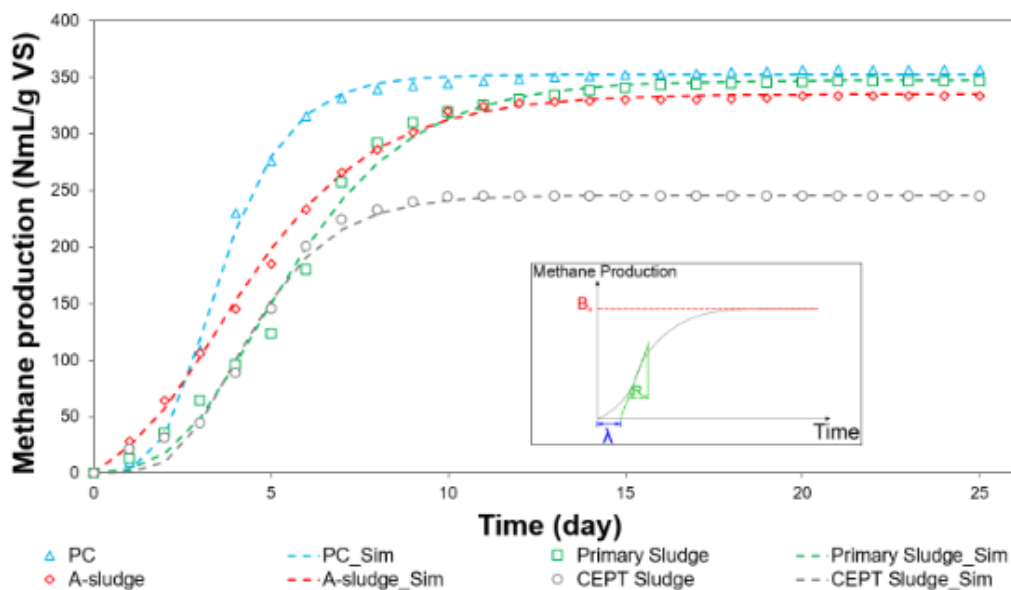 400
350
300
250
200
150
100
50
0
Methane production (NmL/g VS)
0 5 10 15 20 25
Time (day)
Methane Production
B₀
R
λ
Time
PC PC_Sim Primary Sludge Primary Sludge_Sim
A-sludge A-sludge_Sim CEPT Sludge CEPT Sludge_Sim